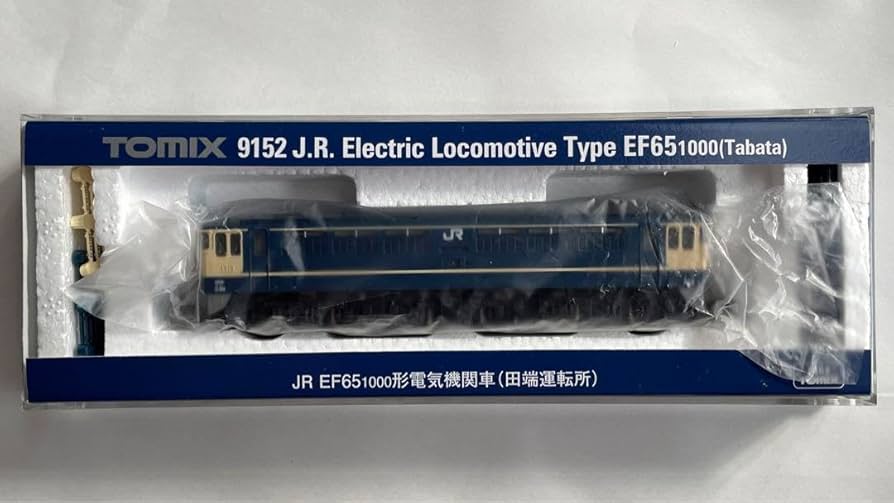 TOMIX 9152 J.R. Electric Locomotive Type EF651000(Tabata)
JR
JR EF651000形電気機関車(田端運転所)